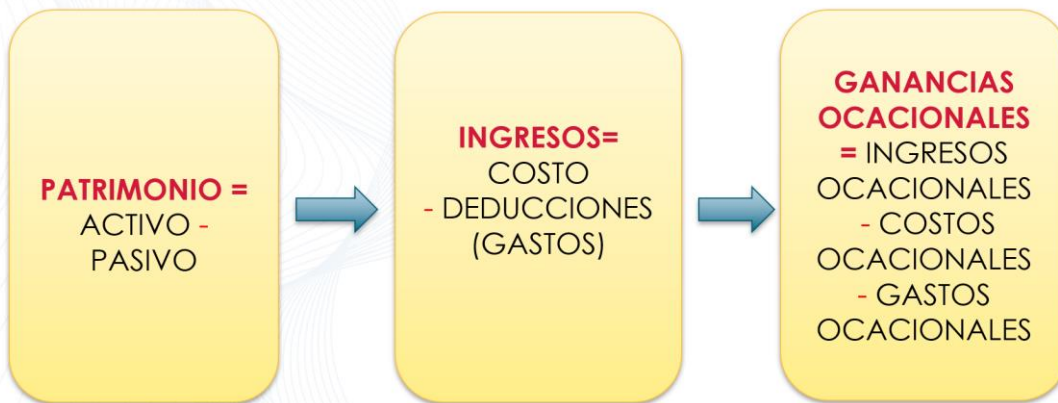 PATRIMONIO =
ACTIVO -
PASIVO
INGRESOS=
COSTO
- DEDUCCIONES
(GASTOS)
GANANCIAS
OCACIONALES
= INGRESOS
OCACIONALES
- COSTOS
OCACIONALES
- GASTOS
OCACIONALES